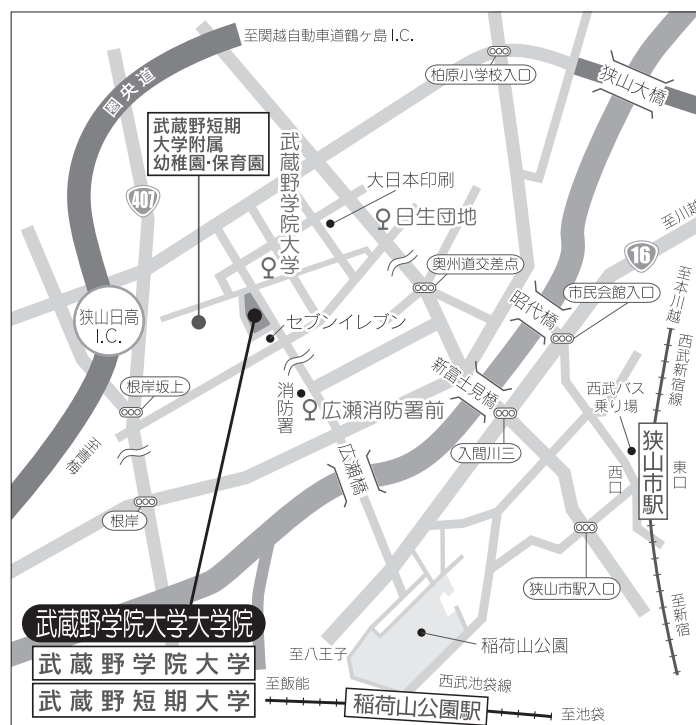 至関越自動車道鶴ヶ島I.C.
圏央道
柏原小学校入口
狭山大橋
武蔵野短期
大学附属
幼稚園・保育園
武蔵野学院大学
大日本印刷
407
日生団地
至川越
16
奥州道交差点
昭代橋
市民会館入口
至本川越
西武新宿線
狭山日高
I.C.
セブンイレブン
新富士見橋
西武バス
乗り場
根岸坂上
消防署
広瀬消防署前
入間川三
狭山市駅
東口
西口
至青梅
広瀬橋
根岸
狭山市駅入口
至新宿
武蔵野学院大学大学院
武蔵野学院大学
武蔵野短期大学
稲荷山公園
至八王子
西武池袋線
至飯能
稲荷山公園駅
至池袋